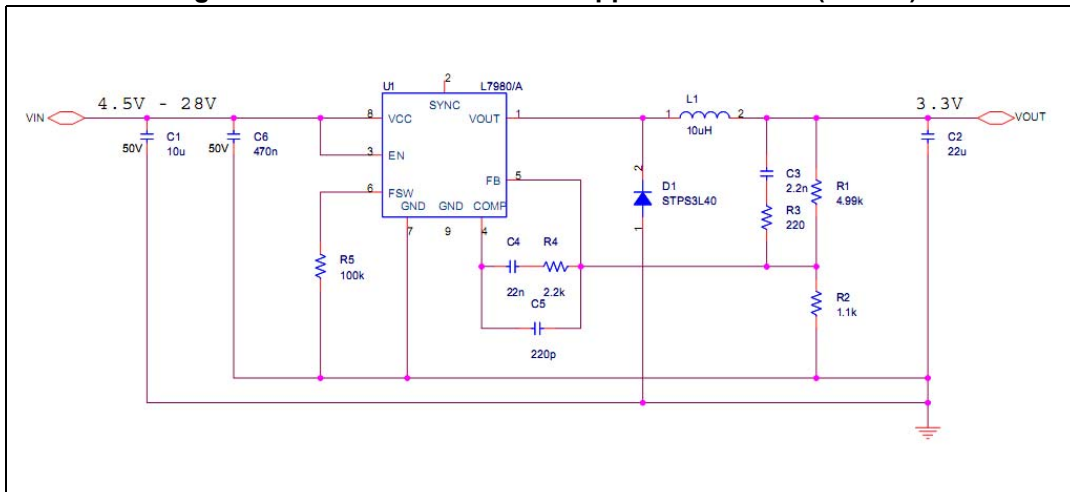 U1
L7980/A
2
SYNC
VIN
4.5V - 28V
8
VCC
VOUT
1
L1
1
2
10uH
3.3V
VOUT
C1
10u
50V
C6
470n
50V
3
EN
6
FSW
FB
5
GND
GND
COMP
7
9
4
2
D1
STPS3L40
1
C3
2.2n
R1
4.99k
R3
220
C2
22u
R5
100k
C4
R4
22n
2.2k
C5
220p
R2
1.1k